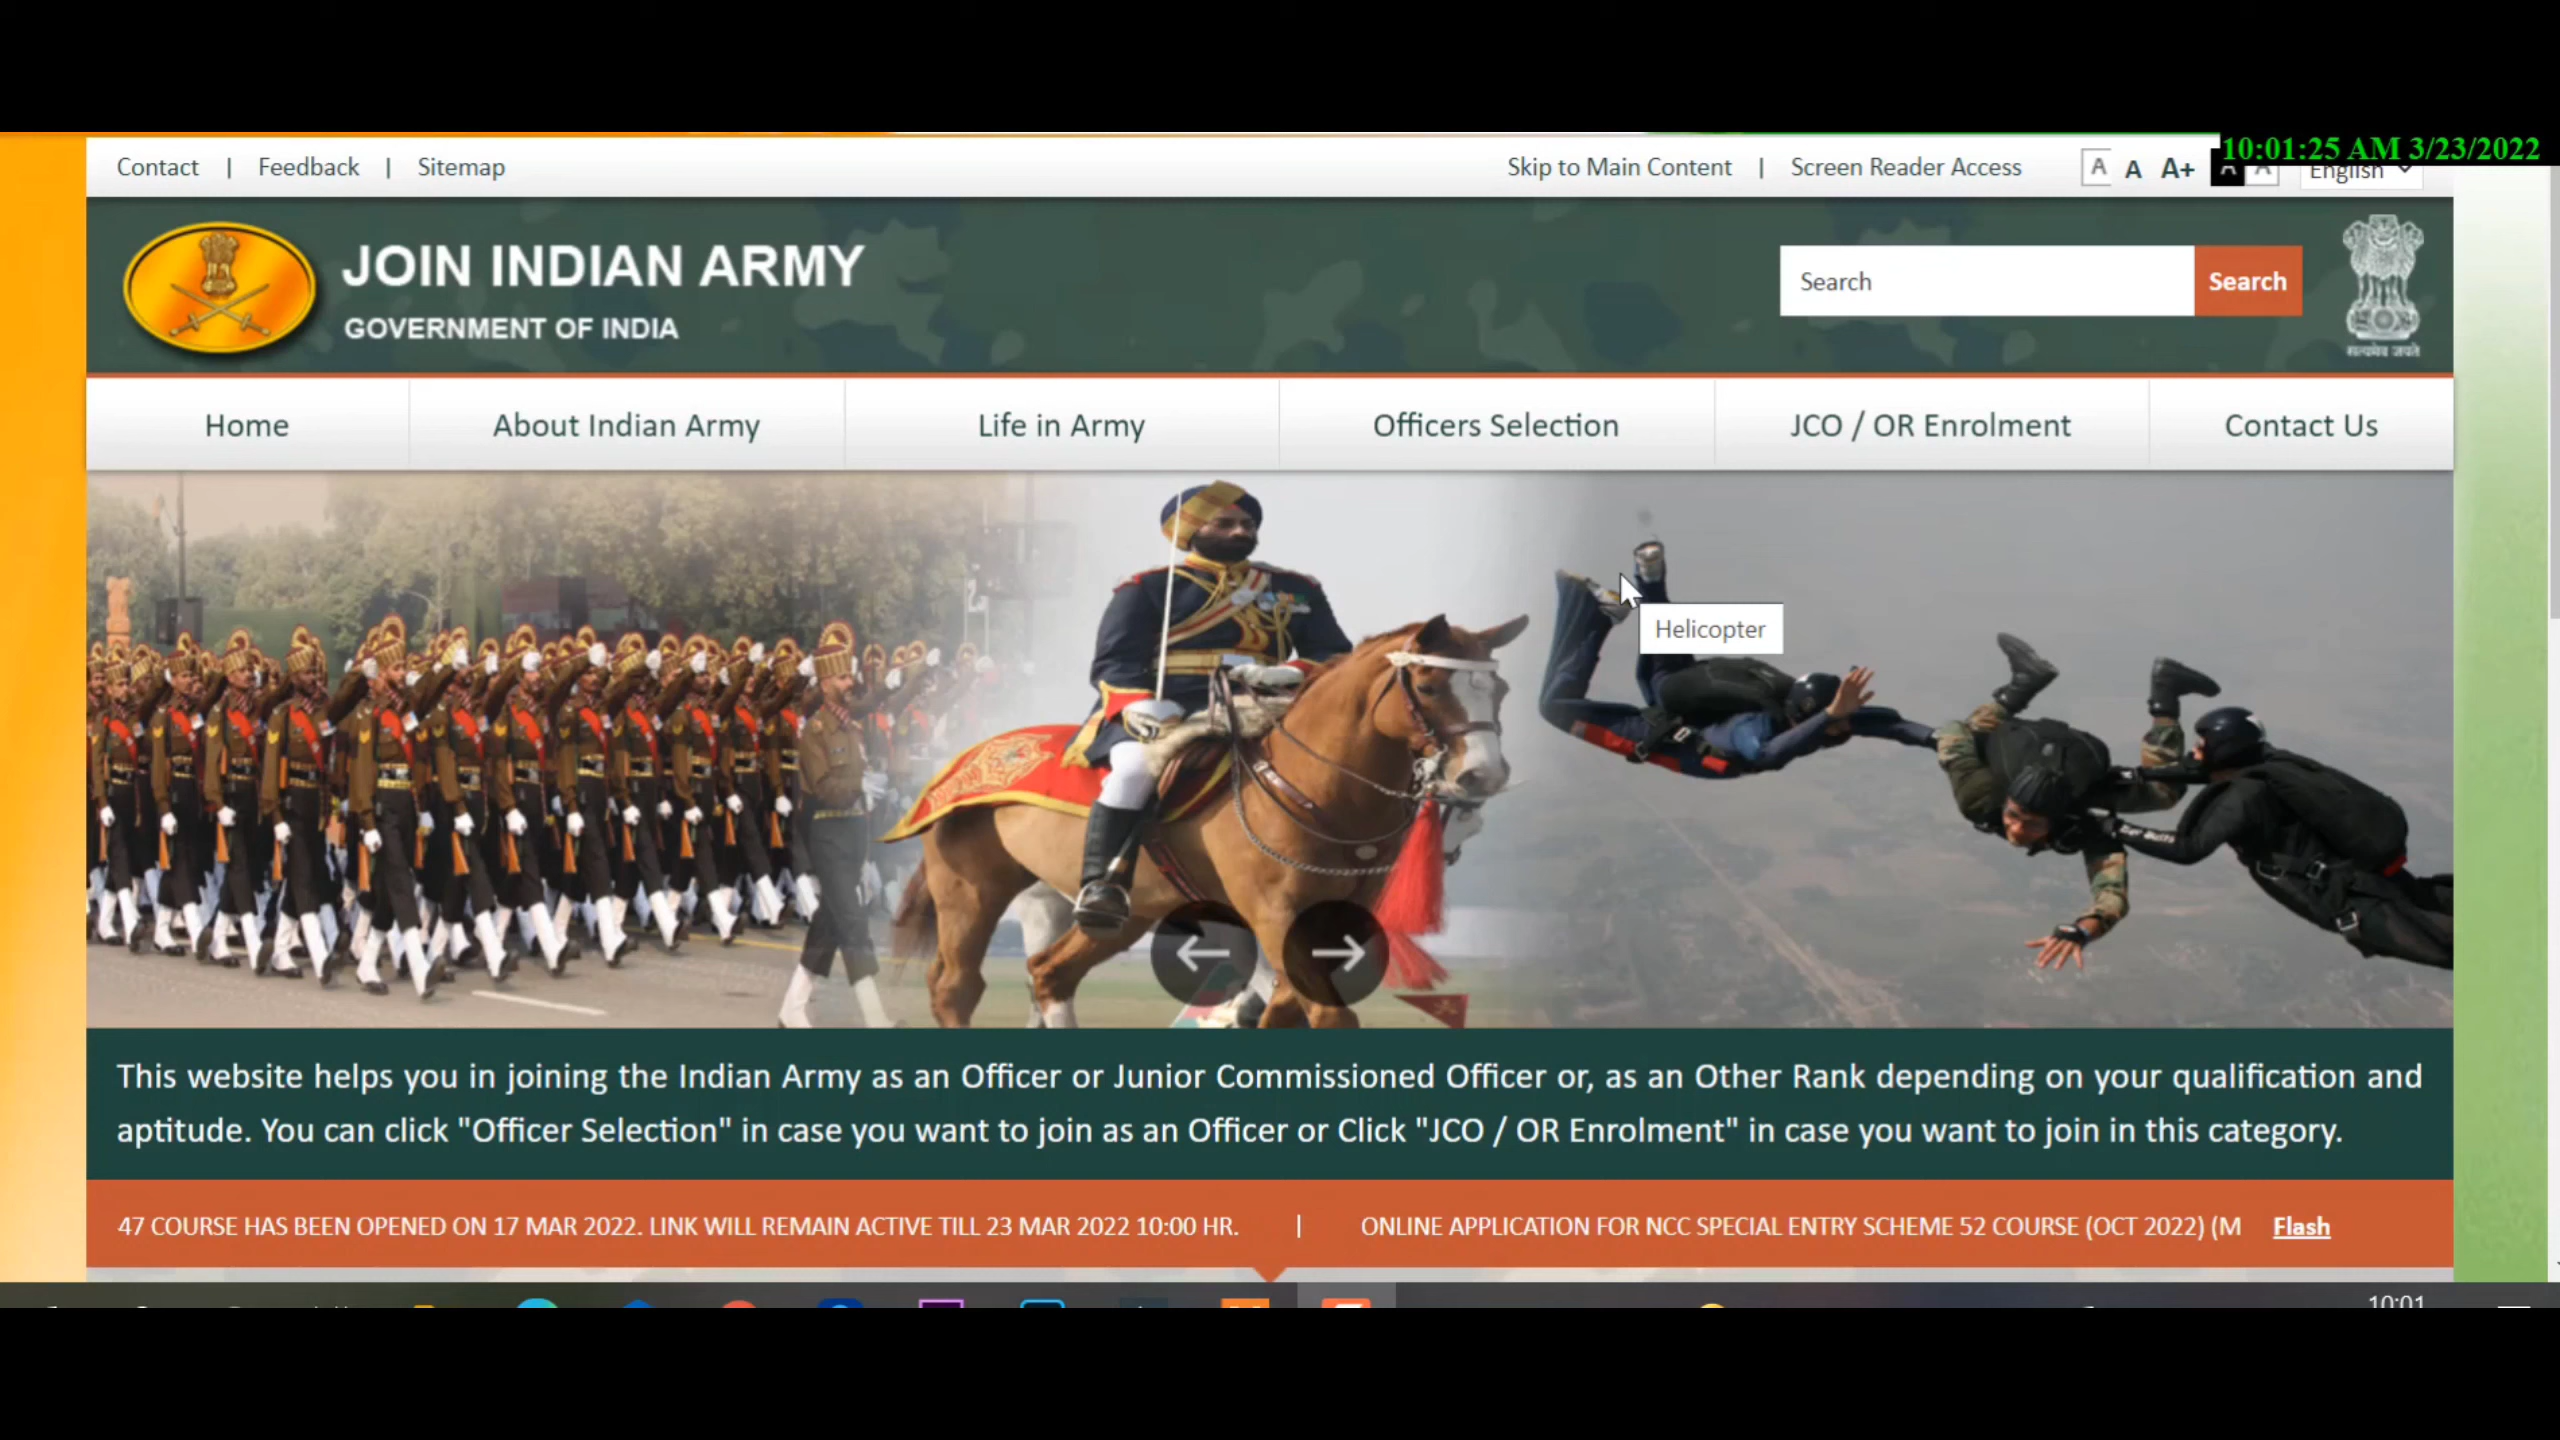 10:01:25 AM 3/23/2022
Contact | Feedback | Sitemap
Skip to Main Content | Screen Reader Access
A A A+ A A English
JOIN INDIAN ARMY
GOVERNMENT OF INDIA
Search
Search
सत्यमेव जयते
Home
About Indian Army
Life in Army
Officers Selection
JCO / OR Enrolment
Contact Us
Helicopter
This website helps you in joining the Indian Army as an Officer or Junior Commissioned Officer or, as an Other Rank depending on your qualification and
aptitude. You can click "Officer Selection" in case you want to join as an Officer or Click "JCO / OR Enrolment" in case you want to join in this category.
47 COURSE HAS BEEN OPENED ON 17 MAR 2022. LINK WILL REMAIN ACTIVE TILL 23 MAR 2022 10:00 HR. | ONLINE APPLICATION FOR NCC SPECIAL ENTRY SCHEME 52 COURSE (OCT 2022) (M Flash
10:01